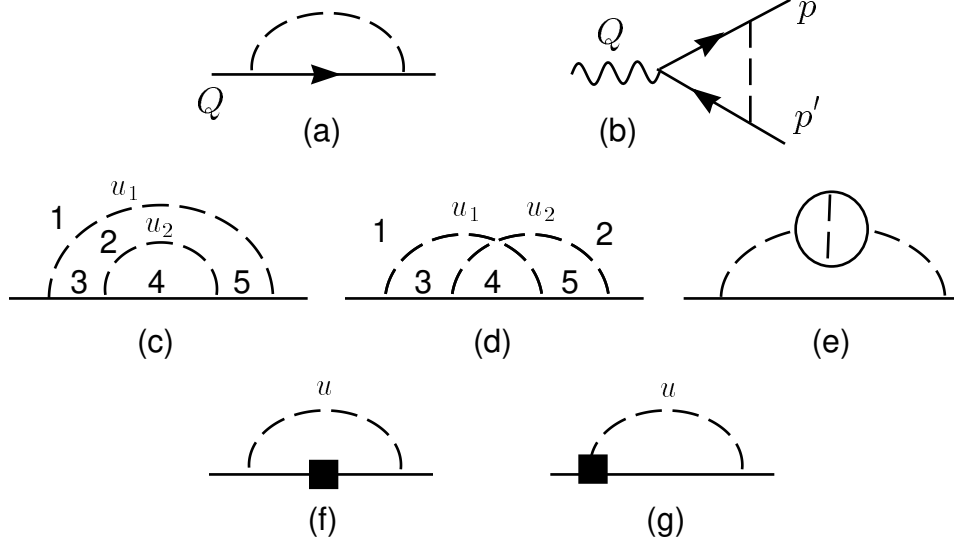 Q
p
Q
p'
(a)
(b)
1 u₁
2 u₂
3 4 5
1 u₁ u₂ 2
3 4 5
(c)
(d)
(e)
u
u
(f)
(g)